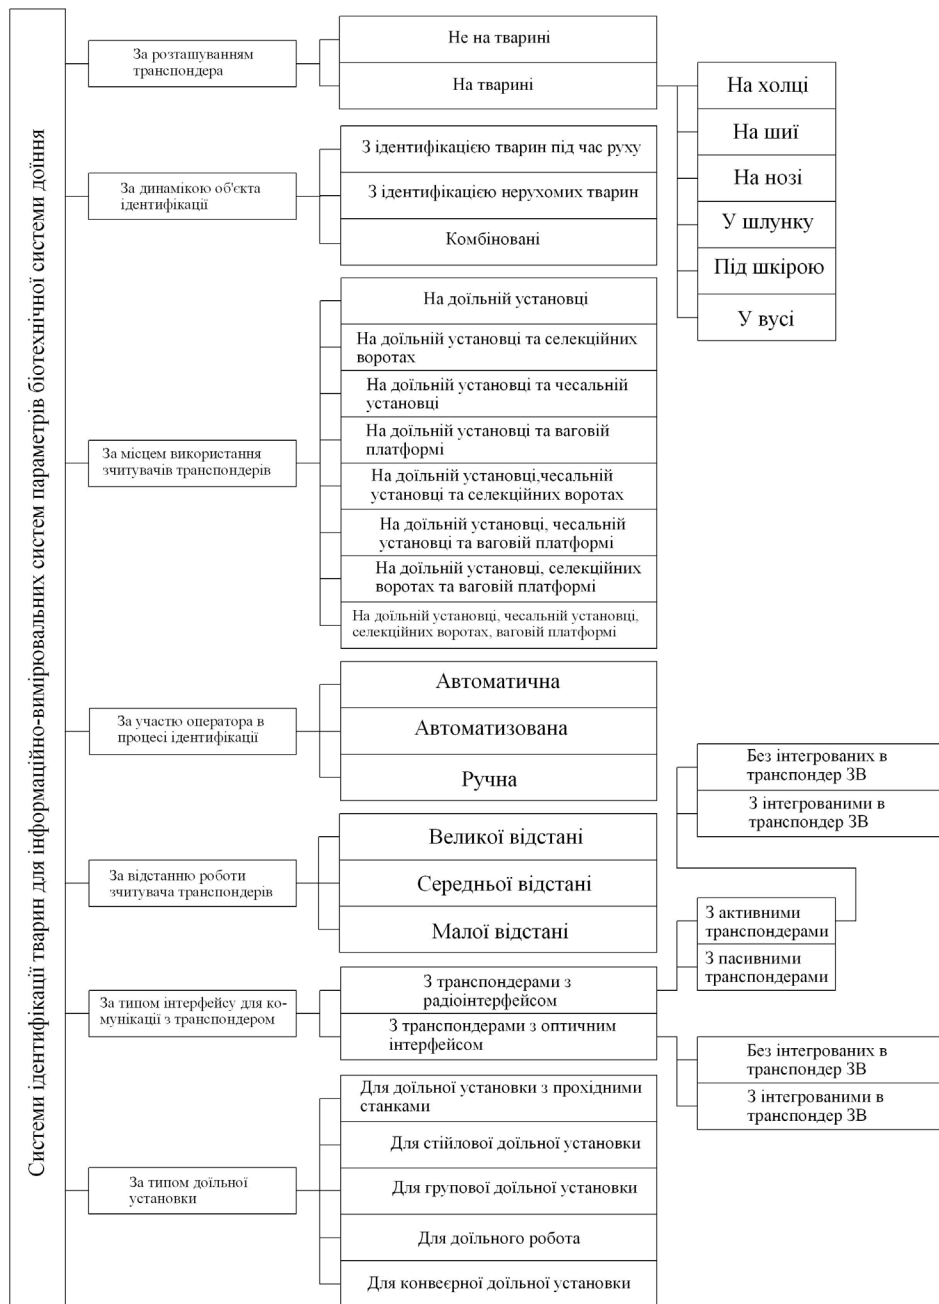 Системи ідентифікації тварин для інформаційно-вимірювальних систем параметрів біотехнічної системи доїння
За розташуванням
транспондера
Не на тварині
На тварині
На холці
На шиї
На нозі
У шлунку
Під шкірою
У вусі
За динамікою об'єкта
ідентифікації
З ідентифікацією тварин під час руху
З ідентифікацією нерухомих тварин
Комбіновані
За місцем використання
зчитувачів транспондерів
На доїльній установці
На доїльній установці та селекційних
воротах
На доїльній установці та чесальній
установці
На доїльній установці та ваговій
платформі
На доїльній установці,чесальній
установці та селекційних воротах
На доїльній установці, чесальній
установці та ваговій платформі
На доїльній установці, селекційних
воротах та ваговій платформі
На доїльній установці, чесальній установці,
селекційних воротах, ваговій платформі
За участю оператора в
процесі ідентифікації
Автоматична
Автоматизована
Ручна
За відстанню роботи
зчитувача транспондерів
Великої відстані
Середньої відстані
Малої відстані
За типом інтерфейсу для ко-
мунікації з транспондером
З транспондерами з
радіоінтерфейсом
З транспондерами з оптичним
інтерфейсом
З активними
транспондерами
З пасивними
транспондерами
Без інтегрованих в
транспондер ЗВ
З інтегрованими в
транспондер ЗВ
Без інтегрованих в
транспондер ЗВ
З інтегрованими в
транспондер ЗВ
За типом доїльної
установки
Для доїльної установки з прохідними
станками
Для стійлової доїльної установки
Для групової доїльної установки
Для доїльного робота
Для конвеєрної доїльної установки